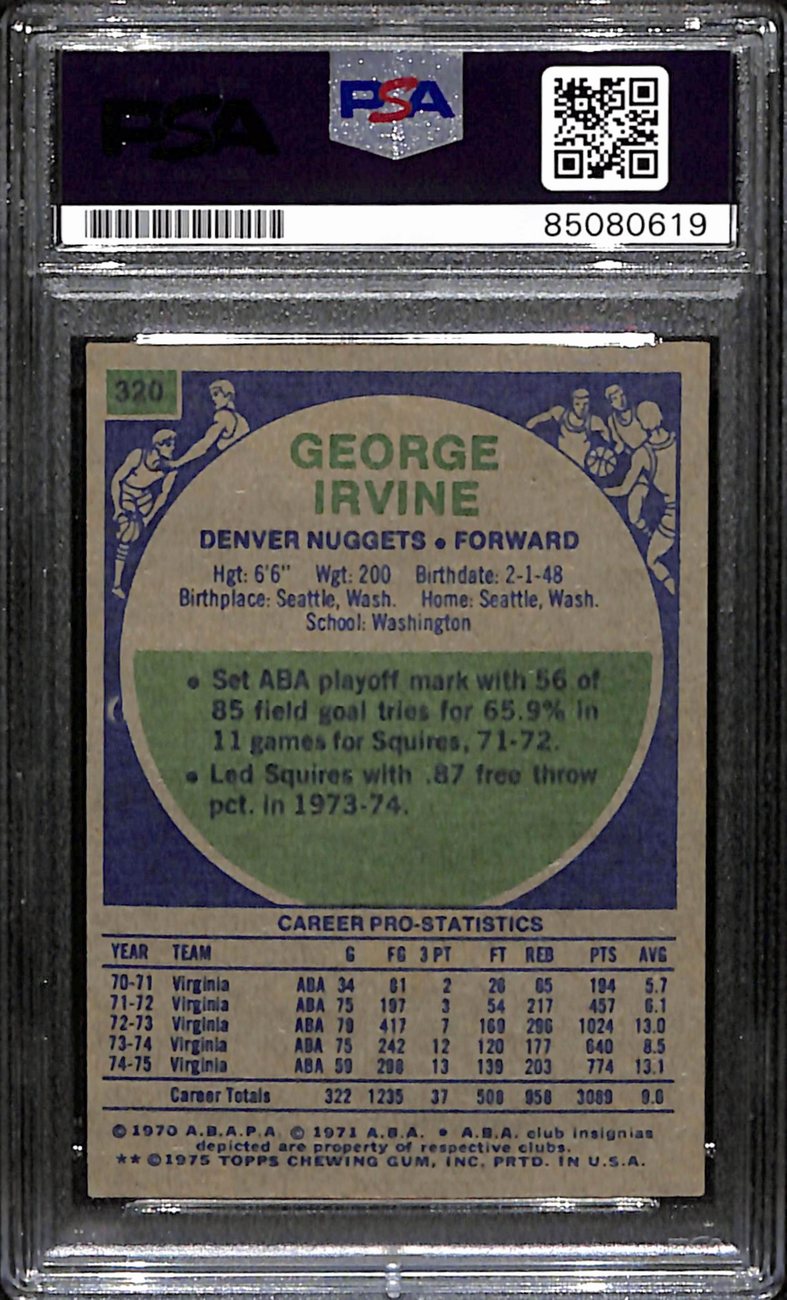 PSA
PSA
85080619
320
GEORGE
IRVINE
DENVER NUGGETS • FORWARD
Hgt: 6'6" Wgt: 200 Birthdate: 2-1-48
Birthplace: Seattle, Wash. Home: Seattle, Wash.
School: Washington
• Set ABA playoff mark with 56 of
85 field goal tries for 65.9% in
11 games for Squires, 71-72.
• Led Squires with .87 free throw
pct. in 1973-74.
CAREER PRO-STATISTICS
YEAR TEAM G FG 3 PT FT REB PTS AVG
70-71 Virginia ABA 34 81 2 26 65 194 5.7
71-72 Virginia ABA 75 197 3 54 217 457 6.1
72-73 Virginia ABA 79 417 7 169 296 1024 13.0
73-74 Virginia ABA 75 242 12 120 177 640 8.5
74-75 Virginia ABA 59 298 13 139 203 774 13.1
Career Totals 322 1235 37 508 958 3089 9.6
© 1970 A.B.A.P.A. © 1971 A.B.A. • A.B.A. club insignias
depicted are property of respective clubs.
** © 1975 TOPPS CHEWING GUM, INC. PRTD. IN U.S.A.